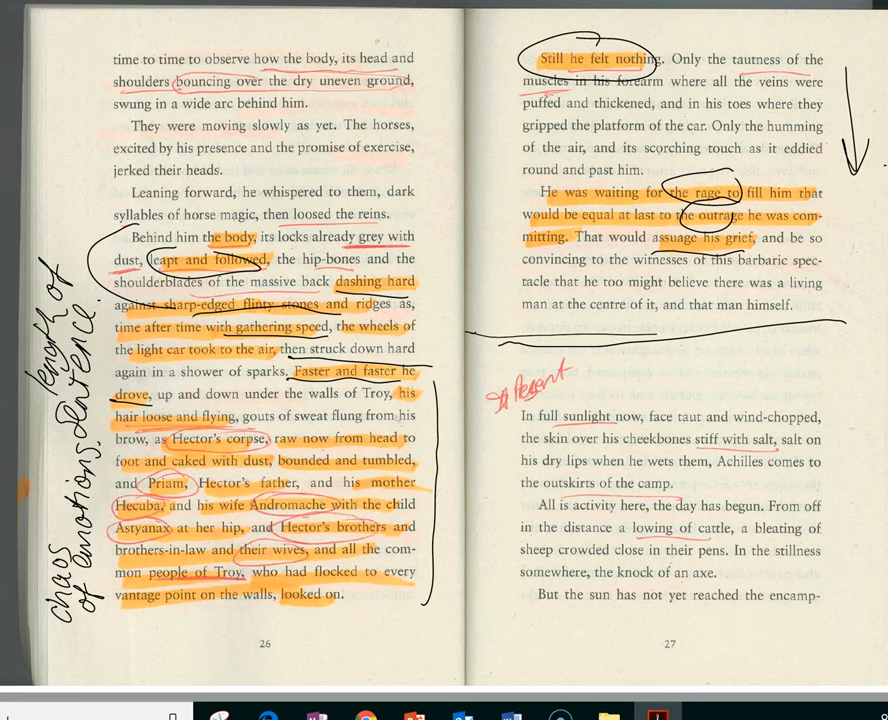 time to time to observe how the body, its head and
shoulders bouncing over the dry uneven ground,
swung in a wide arc behind him.
They were moving slowly as yet. The horses,
excited by his presence and the promise of exercise,
jerked their heads.
Leaning forward, he whispered to them, dark
syllables of horse magic, then loosed the reins.
Behind him the body, its locks already grey with
dust, leapt and followed, the hip-bones and the
shoulderblades of the massive back dashing hard
against sharp-edged flinty stones and ridges as,
time after time with gathering speed, the wheels of
the light car took to the air, then struck down hard
again in a shower of sparks. Faster and faster he
drove, up and down under the walls of Troy, his
hair loose and flying, gouts of sweat flung from his
brow, as Hector's corpse, raw now from head to
foot and caked with dust, bounded and tumbled,
and Priam, Hector's father, and his mother
Hecuba, and his wife Andromache with the child
Astyanax at her hip, and Hector's brothers and
brothers-in-law and their wives, and all the com-
mon people of Troy, who had flocked to every
vantage point on the walls, looked on.
26
length of
sentence.
chaos
of emotions.
Still he felt nothing. Only the tautness of the
muscles in his forearm where all the veins were
puffed and thickened, and in his toes where they
gripped the platform of the car. Only the humming
of the air, and its scorching touch as it eddied
round and past him.
He was waiting for the rage to fill him that
would be equal at last to the outrage he was com-
mitting. That would assuage his grief, and be so
convincing to the witnesses of this barbaric spec-
tacle that he too might believe there was a living
man at the centre of it, and that man himself.
Present
In full sunlight now, face taut and wind-chopped,
the skin over his cheekbones stiff with salt, salt on
his dry lips when he wets them, Achilles comes to
the outskirts of the camp.
All is activity here, the day has begun. From off
in the distance a lowing of cattle, a bleating of
sheep crowded close in their pens. In the stillness
somewhere, the knock of an axe.
But the sun has not yet reached the encamp-
27